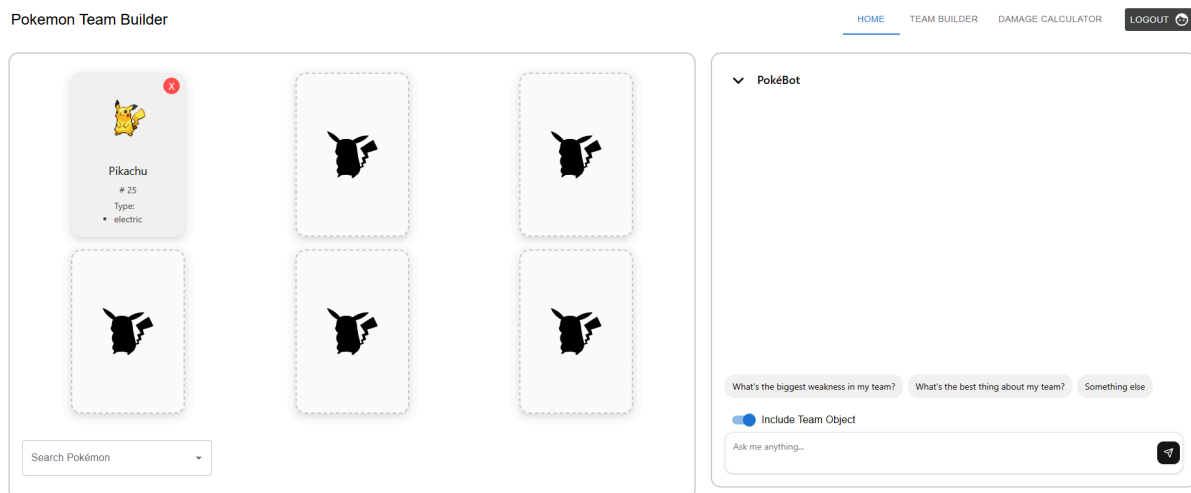 Pokemon Team Builder
HOME TEAM BUILDER DAMAGE CALCULATOR LOGOUT
X
Pikachu
# 25
Type:
• electric
Search Pokémon
PokéBot
What's the biggest weakness in my team? What's the best thing about my team? Something else
Include Team Object
Ask me anything...